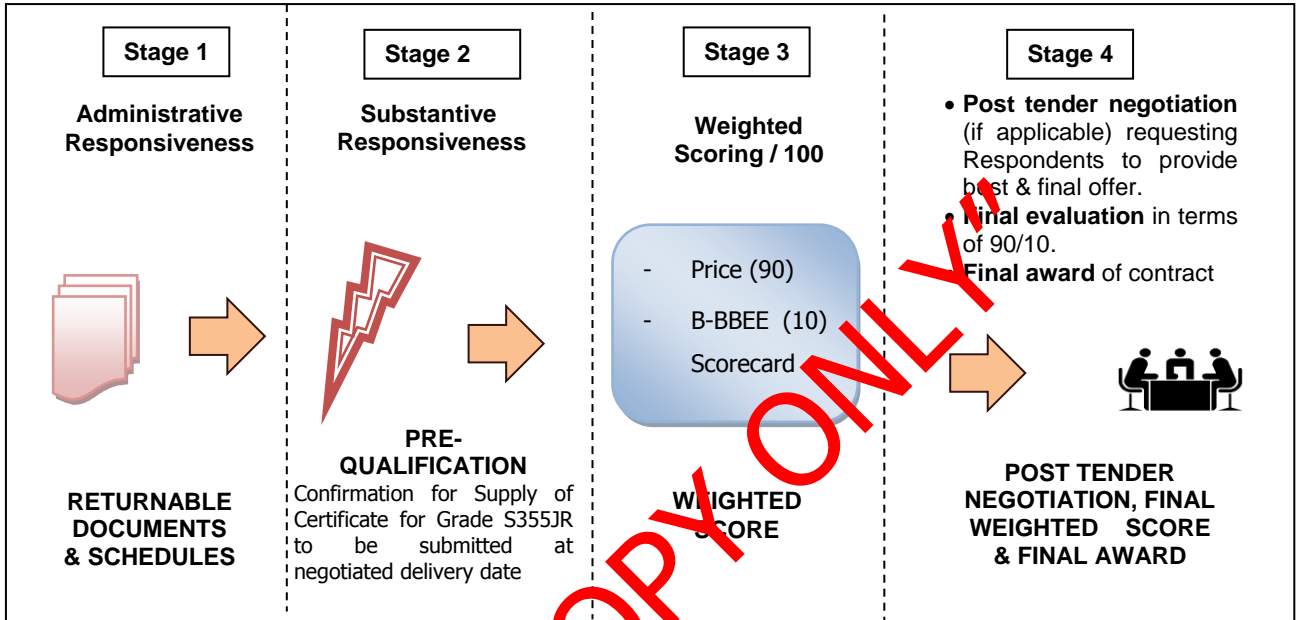 Stage 1
Administrative
Responsiveness
RETURNABLE
DOCUMENTS
& SCHEDULES
Stage 2
Substantive
Responsiveness
PRE-
QUALIFICATION
Confirmation for Supply of
Certificate for Grade S355JR
to be submitted at
negotiated delivery date
Stage 3
Weighted
Scoring / 100
- Price (90)
- B-BBEE (10)
Scorecard
WEIGHTED
SCORE
Stage 4
• Post tender negotiation
(if applicable) requesting
Respondents to provide
best & final offer.
• Final evaluation in terms
of 90/10.
• Final award of contract
POST TENDER
NEGOTIATION, FINAL
WEIGHTED SCORE
& FINAL AWARD
OPY ONLY"